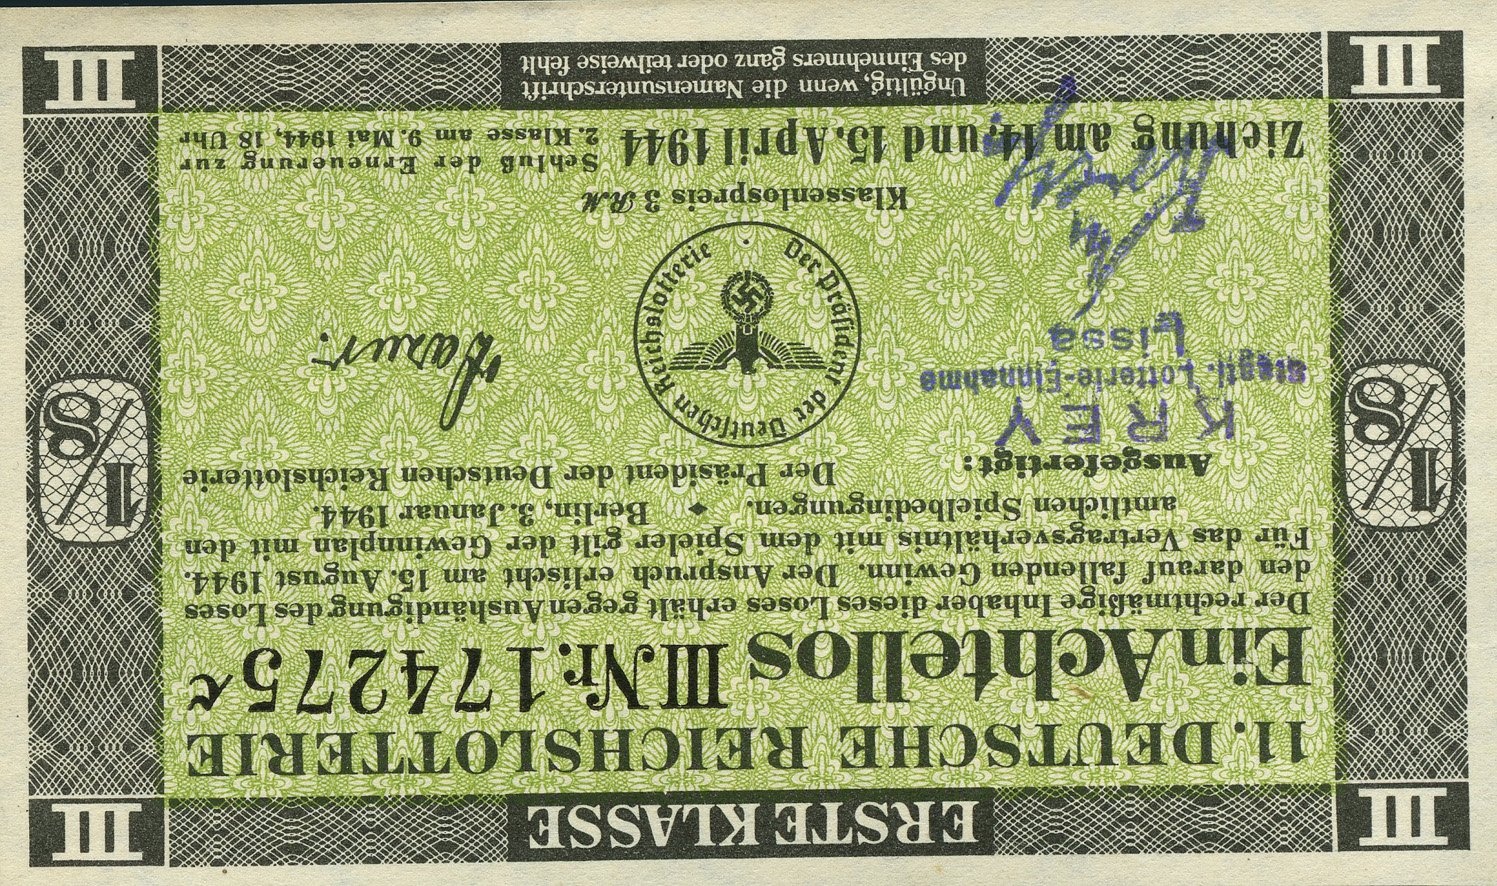 ERSTE KLASSE
III III
11. DEUTSCHE REICHSLOTTERIE
Ein Achtellos III Nr. 174275
Der rechtmäßige Inhaber dieses Loses erhält gegen Aushändigung des Loses
den darauf fallenden Gewinn. Der Anspruch erlischt am 15. August 1944.
Für das Vertragsverhältnis mit dem Spieler gilt der Gewinnplan mit den
amtlichen Spielbedingungen. ♦ Berlin, 3. Januar 1944.
1/8 1/8
Ausgefertigt:
Der Präsident der Deutschen Reichslotterie
KREY
Staatl. Lotterie-Einnahme
Lissa
Der Präsident der Deutschen Reichslotterie
Klassenlospreis 3 RM
Ziehung am 14. und 15. April 1944
Schluß der Erneuerung zur
2. Klasse am 9. Mai 1944, 18 Uhr
Ungültig, wenn die Namensunterschrift
des Einnehmers ganz oder teilweise fehlt
III III